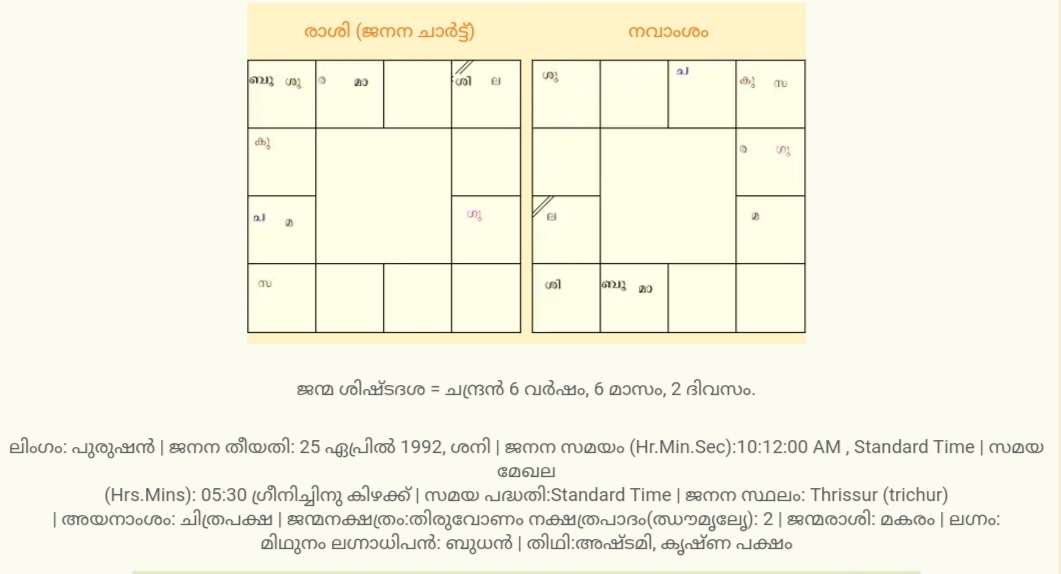 രാശി (ജനന ചാർട്ട്) നവാംശം
ബു ശു ര മാ ശി ല ശു ച കു സ
കു ര ഗു
ച മ ഗു ല മ
സ ശി ബു മാ
ജന്മ ശിഷ്ടദശ = ചന്ദ്രൻ 6 വർഷം, 6 മാസം, 2 ദിവസം.
ലിംഗം: പുരുഷൻ | ജനന തീയതി: 25 ഏപ്രിൽ 1992, ശനി | ജനന സമയം (Hr.Min.Sec):10:12:00 AM , Standard Time | സമയ
മേഖല
(Hrs.Mins): 05:30 ഗ്രീനിച്ചിനു കിഴക്ക് | സമയ പദ്ധതി:Standard Time | ജനന സ്ഥലം: Thrissur (trichur)
| അയനാംശം: ചിത്രപക്ഷ | ജന്മനക്ഷത്രം:തിരുവോണം നക്ഷത്രപാദം(ഝൗമൃല്യേ): 2 | ജന്മരാശി: മകരം | ലഗ്നം:
മിഥുനം ലഗ്നാധിപൻ: ബുധൻ | തിഥി:അഷ്ടമി, കൃഷ്ണ പക്ഷം